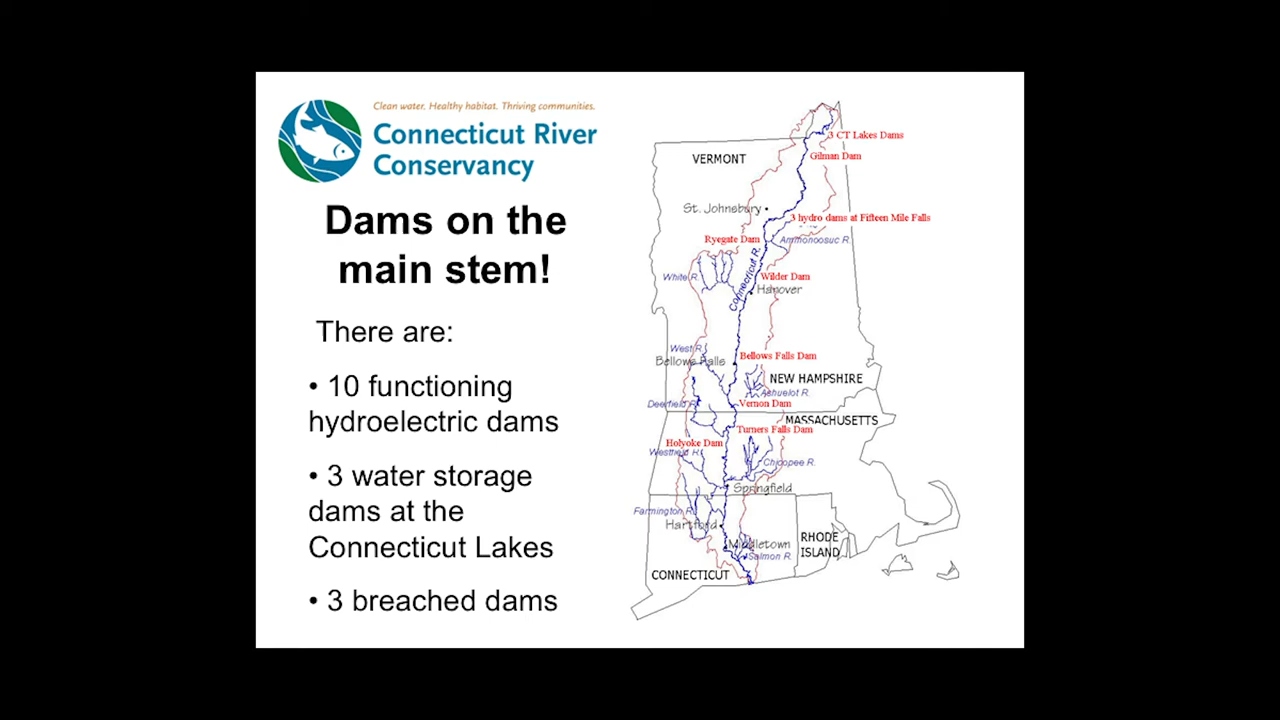 Clean water. Healthy habitat. Thriving communities.
Connecticut River
Conservancy
Dams on the
main stem!
There are:
• 10 functioning
hydroelectric dams
• 3 water storage
dams at the
Connecticut Lakes
• 3 breached dams
3 CT Lakes Dams
Gilman Dam
VERMONT
St. Johnsbury
3 hydro dams at Fifteen Mile Falls
Ryegate Dam
Ammonoosuc R.
White R.
Connecticut R.
Wilder Dam
Hanover
West R.
Bellows Falls
Bellows Falls Dam
NEW HAMPSHIRE
Ashuelot R.
Deerfield R.
Vernon Dam
MASSACHUSETTS
Turners Falls Dam
Holyoke Dam
Westfield R.
Chicopee R.
Springfield
Farmington R.
Hartford
RHODE
ISLAND
Middletown
Salmon R.
CONNECTICUT